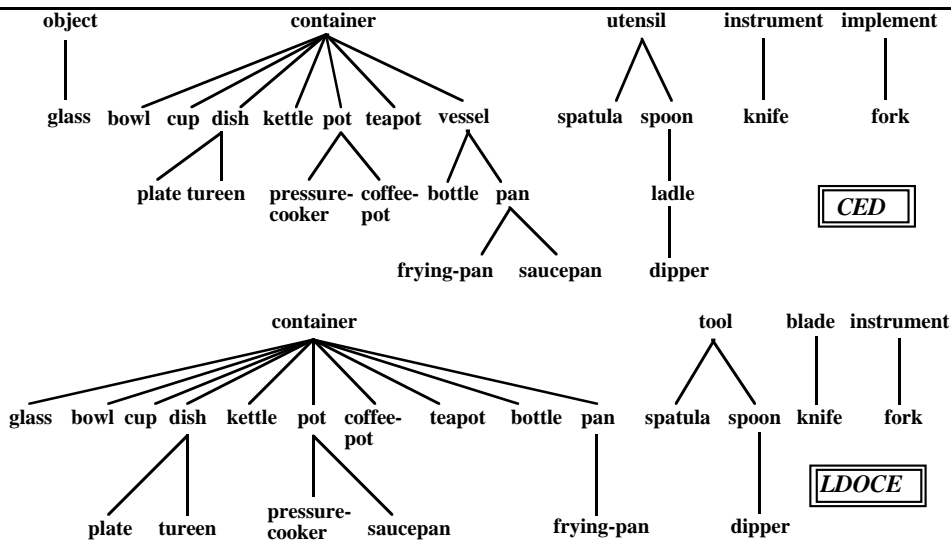 object container utensil instrument implement
glass bowl cup dish kettle pot teapot vessel spatula spoon knife fork
plate tureen pressure-
cooker coffee-
pot bottle pan ladle
CED
frying-pan saucepan dipper
container tool blade instrument
glass bowl cup dish kettle pot coffee-
pot teapot bottle pan spatula spoon knife fork
LDOCE
plate tureen pressure-
cooker saucepan frying-pan dipper